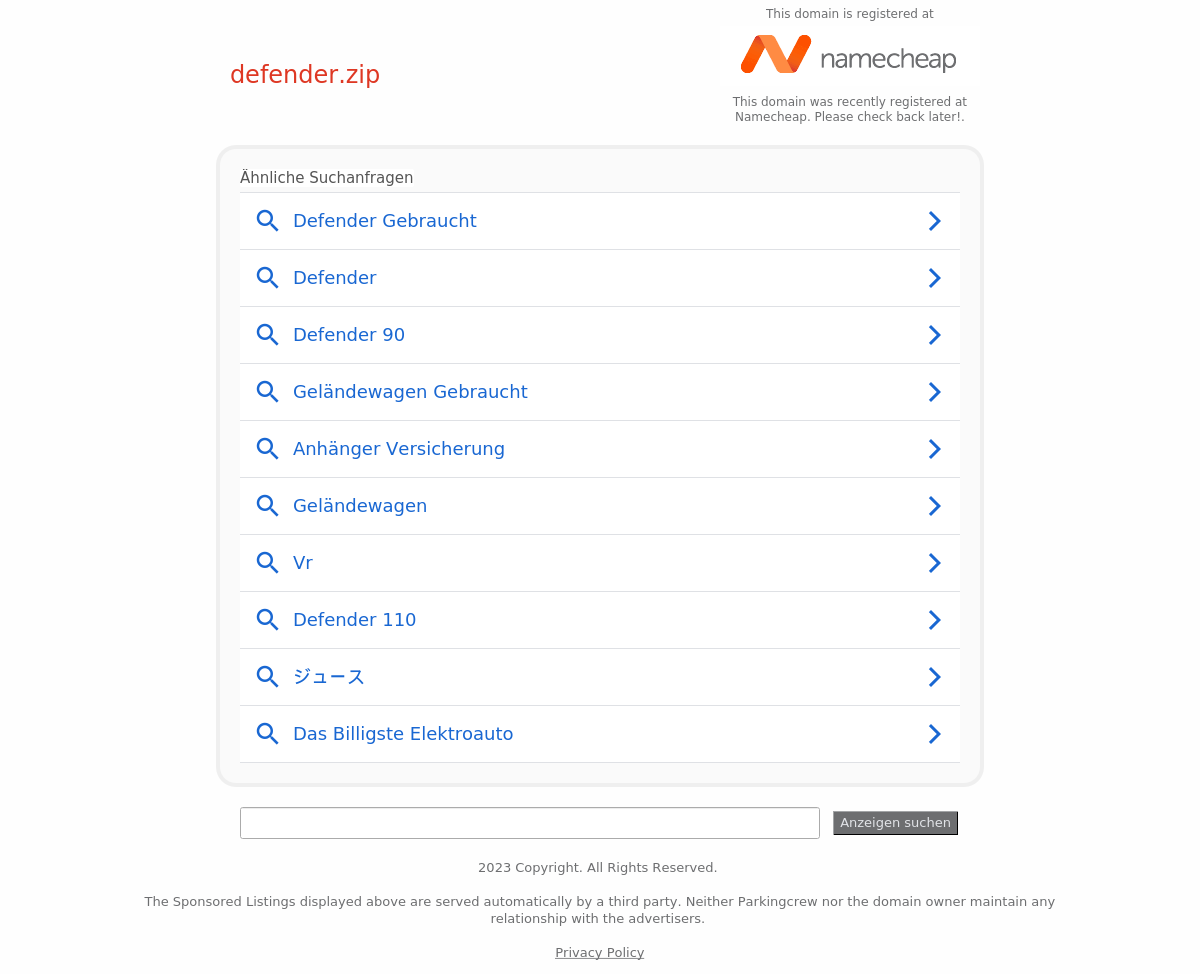 This domain is registered at
namecheap
defender.zip
This domain was recently registered at
Namecheap. Please check back later!.
Ähnliche Suchanfragen
Defender Gebraucht
Defender
Defender 90
Geländewagen Gebraucht
Anhänger Versicherung
Geländewagen
Vr
Defender 110
ジュース
Das Billigste Elektroauto
Anzeigen suchen
2023 Copyright. All Rights Reserved.
The Sponsored Listings displayed above are served automatically by a third party. Neither Parkingcrew nor the domain owner maintain any
relationship with the advertisers.
Privacy Policy